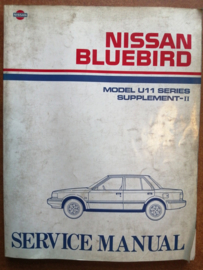 NISSAN
BLUEBIRD
MODEL U11 SERIES
SUPPLEMENT-II
SERVICE MANUAL